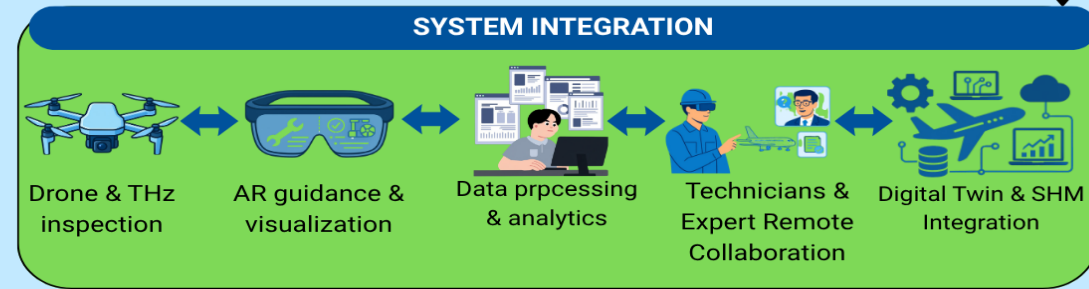 SYSTEM INTEGRATION
Drone & THz
inspection
AR guidance &
visualization
Data prpcessing
& analytics
Technicians &
Expert Remote
Collaboration
Digital Twin & SHM
Integration